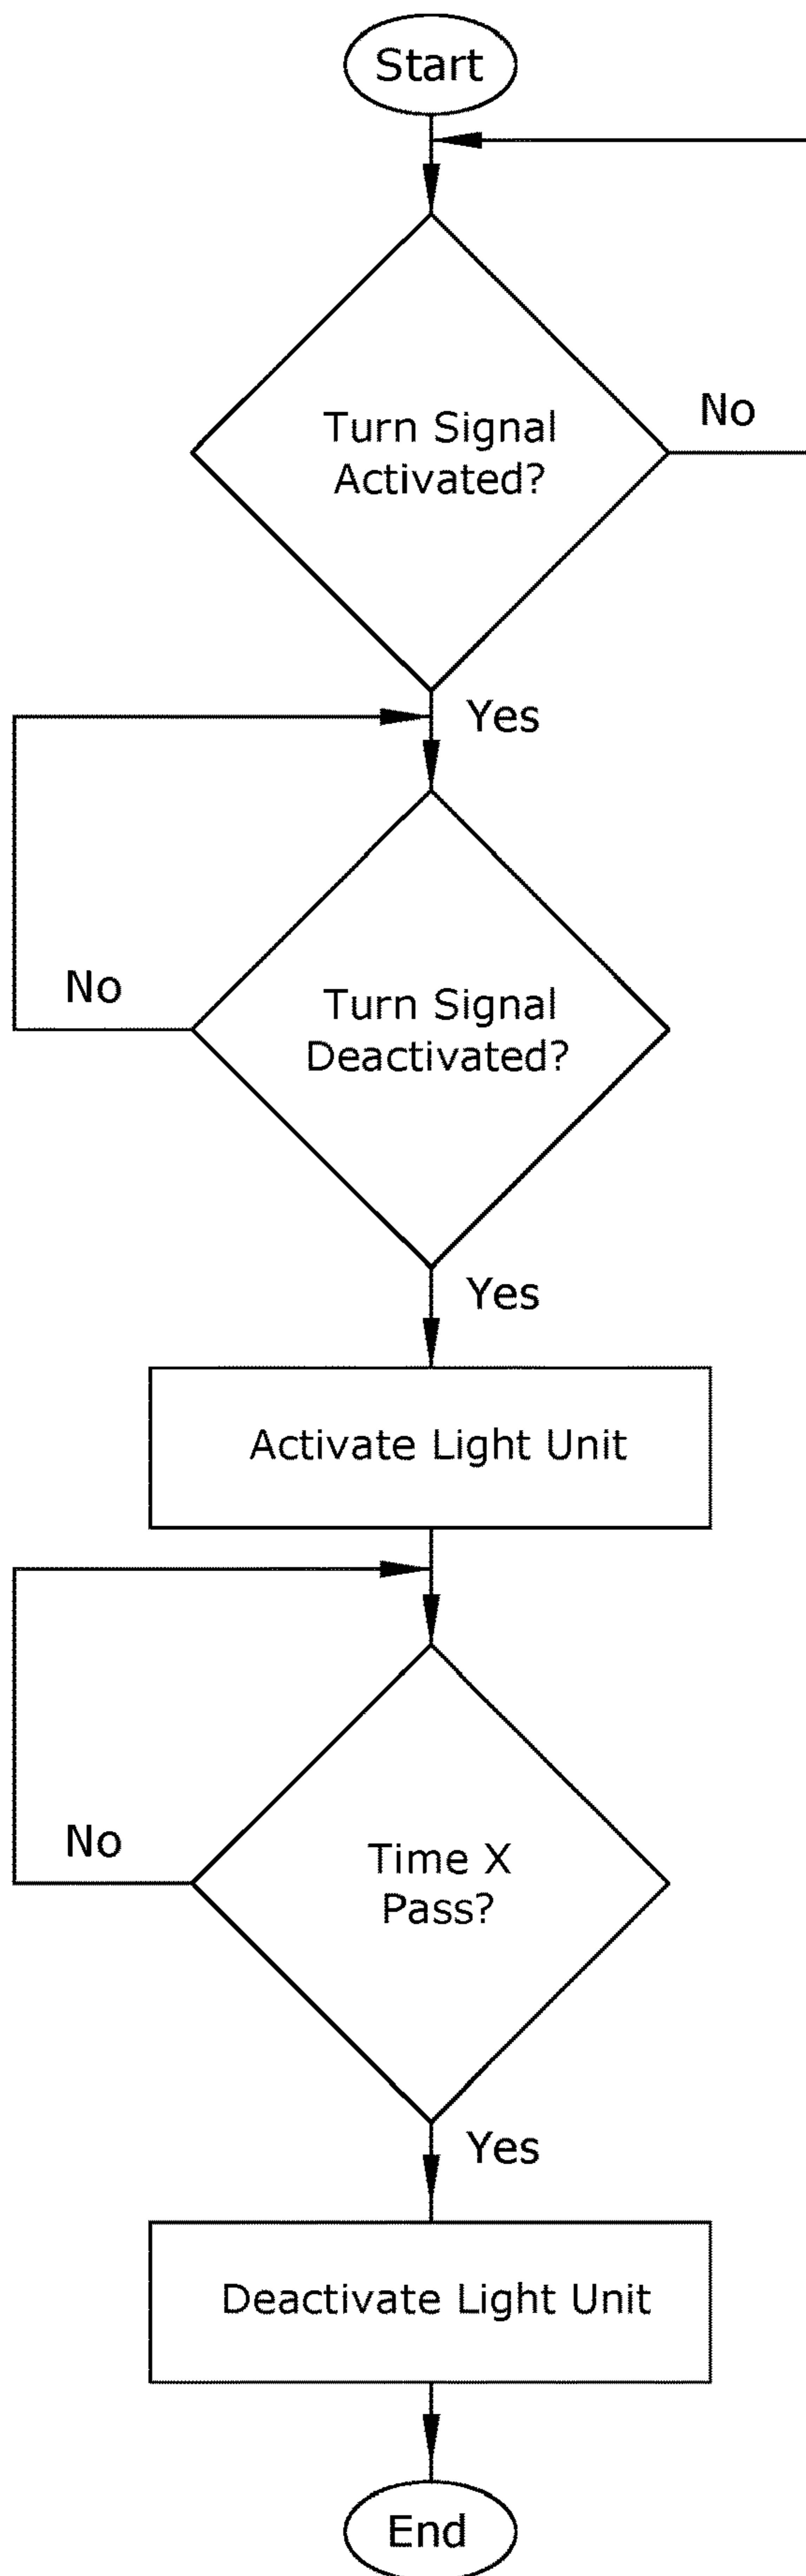 Start
Turn Signal
Activated?
No
Yes
Turn Signal
Deactivated?
No
Yes
Activate Light Unit
Time X
Pass?
No
Yes
Deactivate Light Unit
End